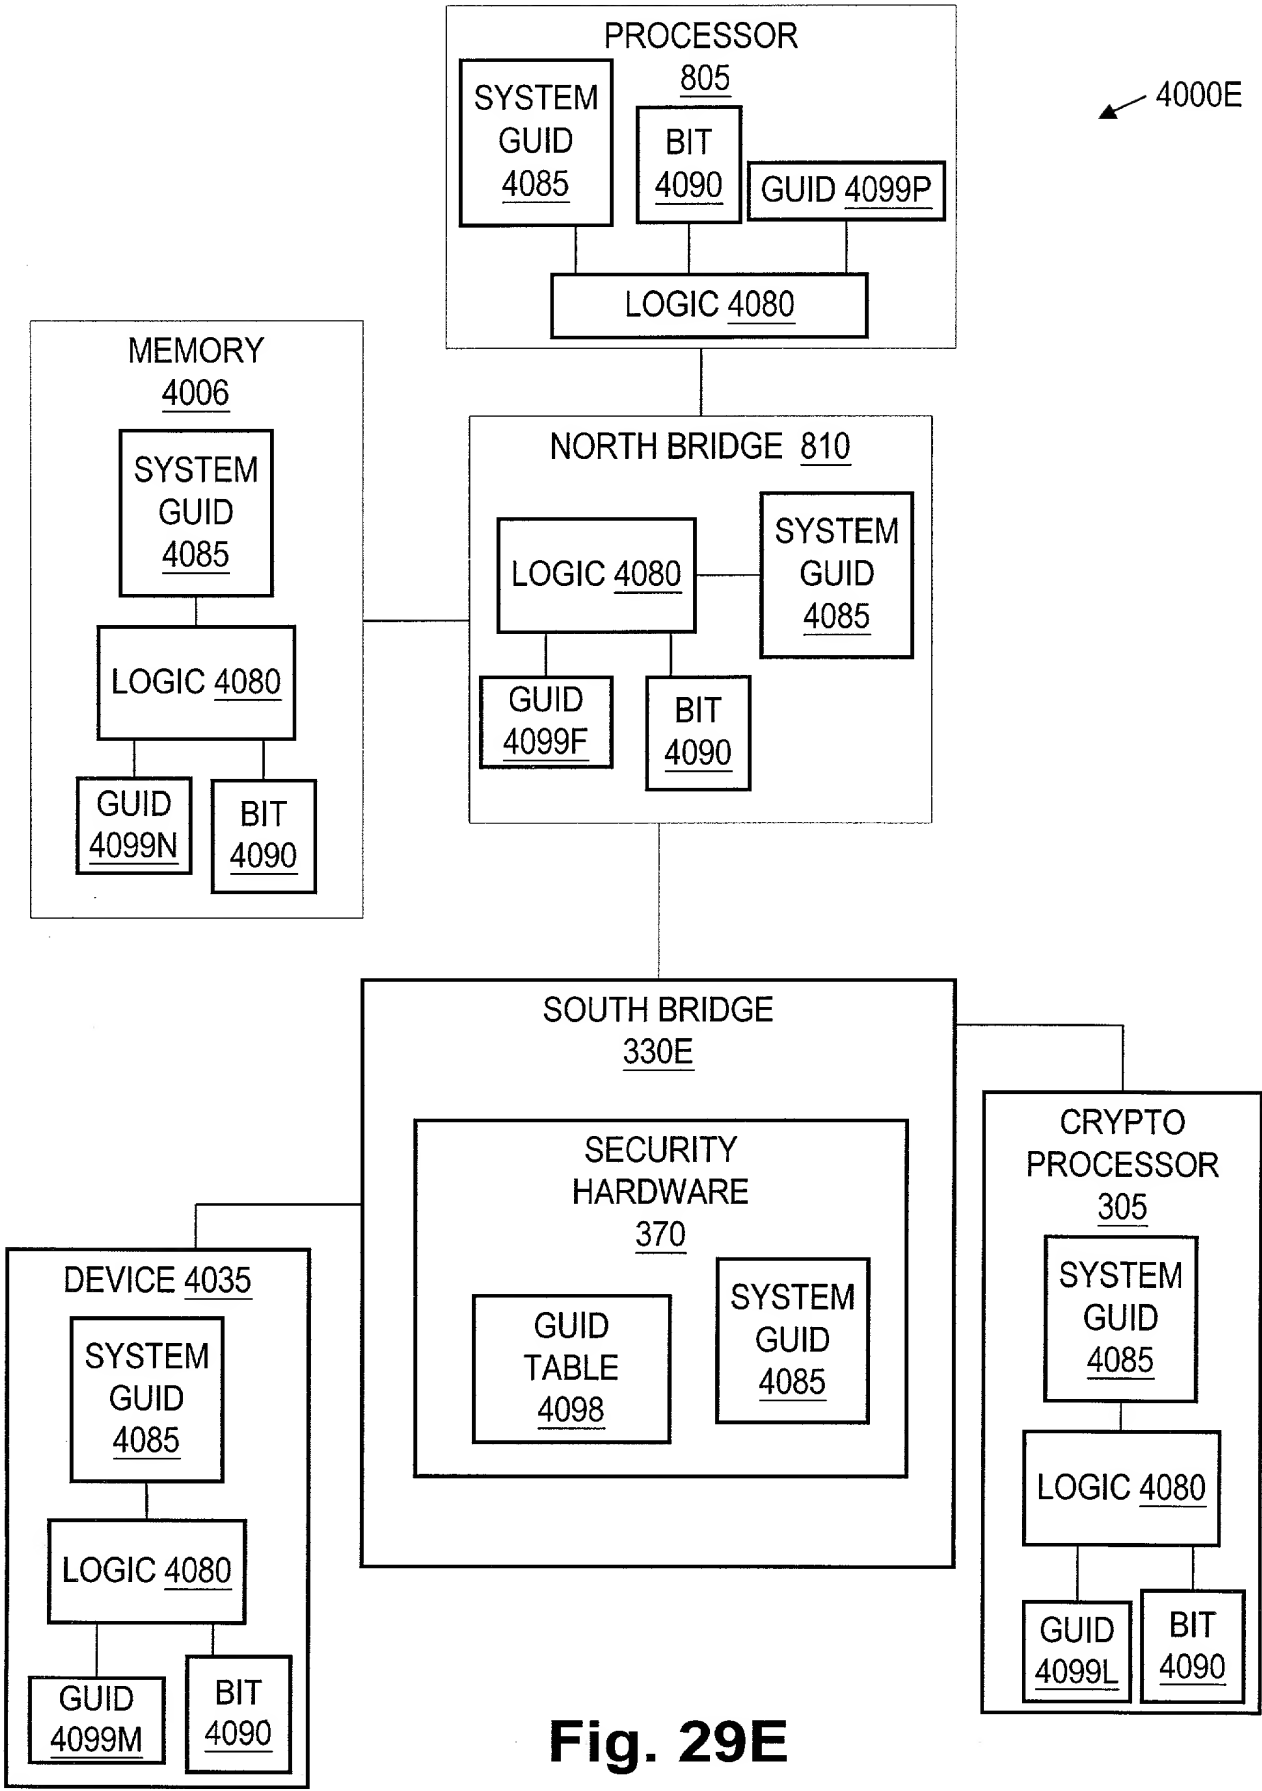 PROCESSOR
805
SYSTEM
GUID
4085
BIT
4090
GUID 4099P
LOGIC 4080
4000E
MEMORY
4006
SYSTEM
GUID
4085
LOGIC 4080
GUID
4099N
BIT
4090
NORTH BRIDGE 810
LOGIC 4080
SYSTEM
GUID
4085
GUID
4099F
BIT
4090
SOUTH BRIDGE
330E
SECURITY
HARDWARE
370
GUID
TABLE
4098
SYSTEM
GUID
4085
CRYPTO
PROCESSOR
305
SYSTEM
GUID
4085
LOGIC 4080
GUID
4099L
BIT
4090
DEVICE 4035
SYSTEM
GUID
4085
LOGIC 4080
GUID
4099M
BIT
4090
Fig. 29E